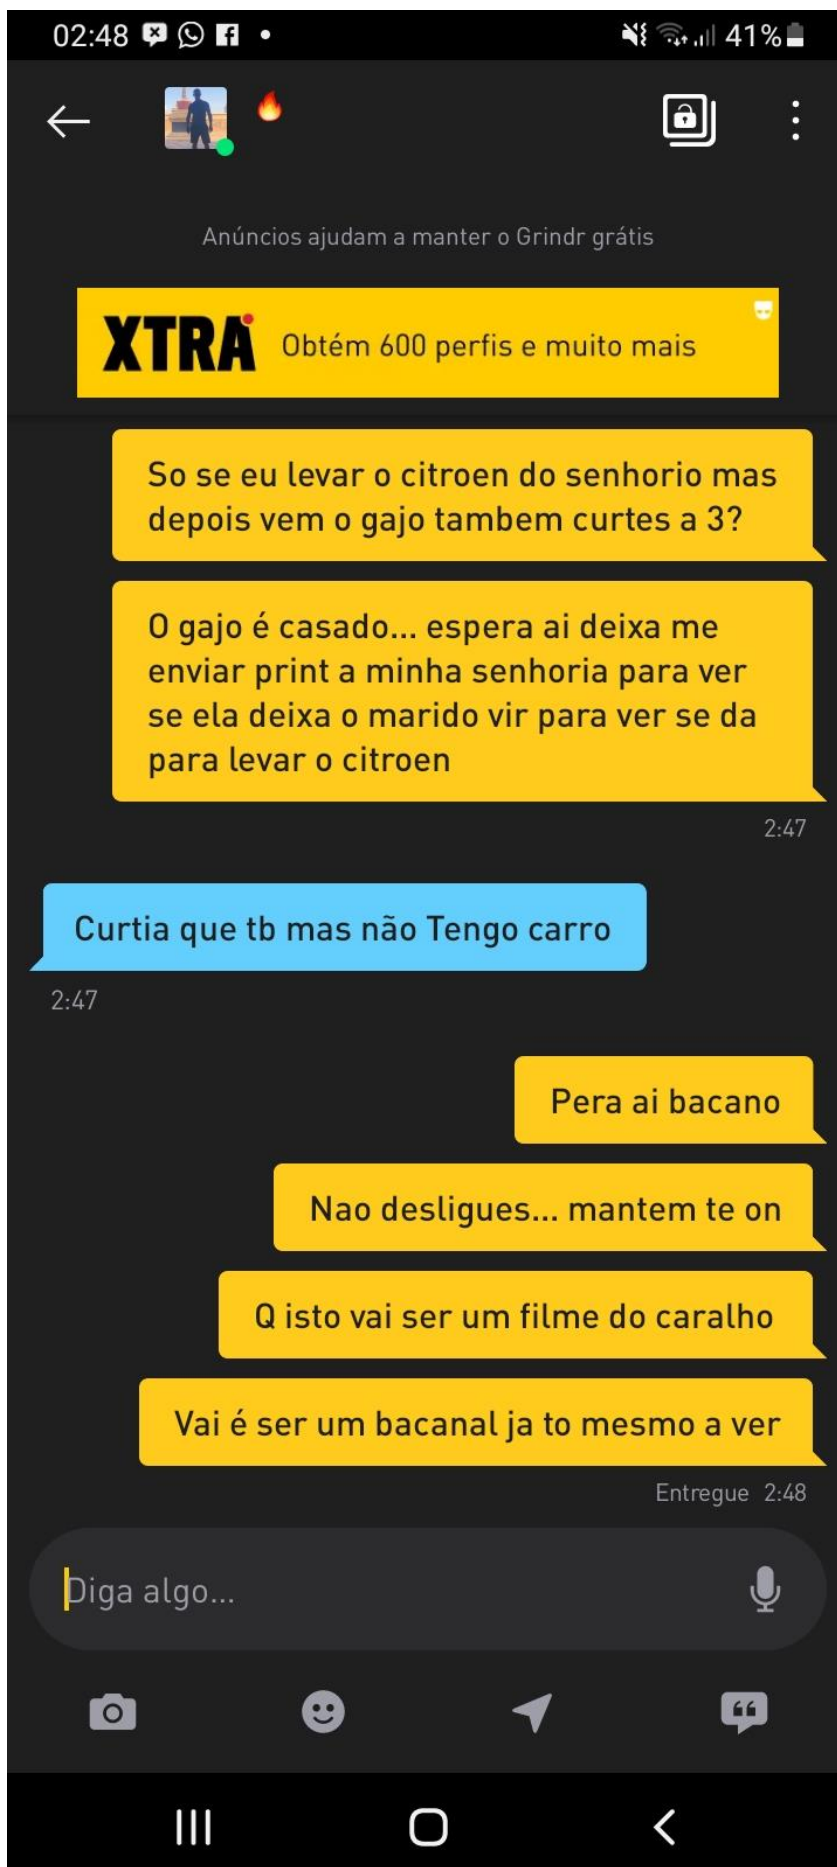 02:48
41%
Anúncios ajudam a manter o Grindr grátis
XTRA Obtém 600 perfis e muito mais
So se eu levar o citroen do senhorio mas
depois vem o gajo tambem curtes a 3?
O gajo é casado... espera ai deixa me
enviar print a minha senhoria para ver
se ela deixa o marido vir para ver se da
para levar o citroen
2:47
Curtia que tb mas não Tengo carro
2:47
Pera ai bacano
Nao desligues... mantem te on
Q isto vai ser um filme do caralho
Vai é ser um bacanal ja to mesmo a ver
Entregue 2:48
Diga algo...